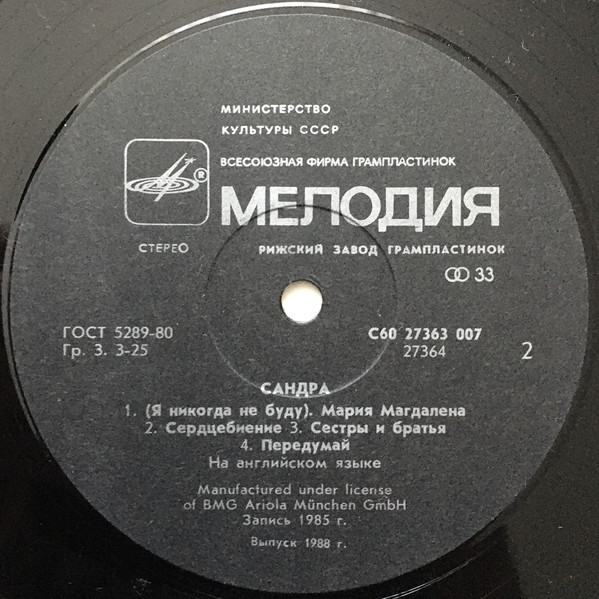 МИНИСТЕРСТВО
КУЛЬТУРЫ СССР
ВСЕСОЮЗНАЯ ФИРМА ГРАМПЛАСТИНОК
®
МЕЛОДИЯ
СТЕРЕО
РИЖСКИЙ ЗАВОД ГРАМПЛАСТИНОК
33
ГОСТ 5289-80
Гр. 3. 3-25
С60 27363 007
27364
2
САНДРА
1. (Я никогда не буду). Мария Магдалена
2. Сердцебиение 3. Сестры и братья
4. Передумай
На английском языке
Manufactured under license
of BMG Ariola München GmbH
Запись 1985 г.
Выпуск 1988 г.